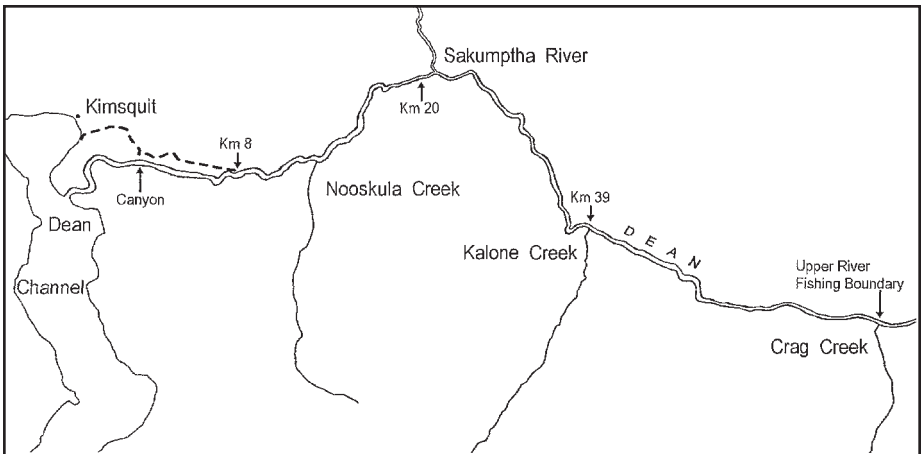 Sakumptha River
Kimsquit
Km 20
Km 8
Canyon
Nooskula Creek
Km 39
Dean
Kalone Creek
DEAN
Channel
Upper River
Fishing Boundary
Crag Creek